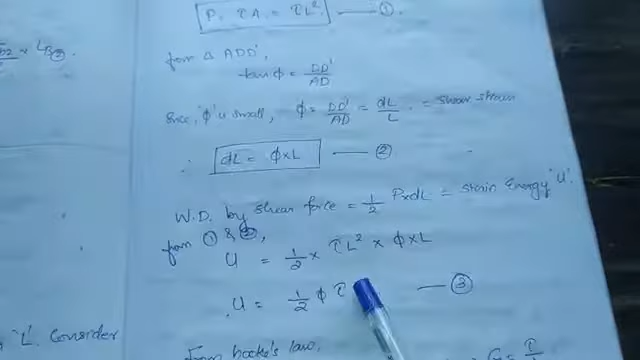 P = τA = τL². ①.
from Δ ADD',
tanϕ = DD'/AD
Since, 'ϕ' is small, ϕ = DD'/AD = dL/L. = shear strain
∴ dL = ϕ×L ②
W.D. by shear force = 1/2 P×dL = strain Energy 'U'.
from ① & ②,
U = 1/2 × τL² × ϕ×L
U = 1/2 ϕ τ ③
'L'. Consider
From hooke's law,